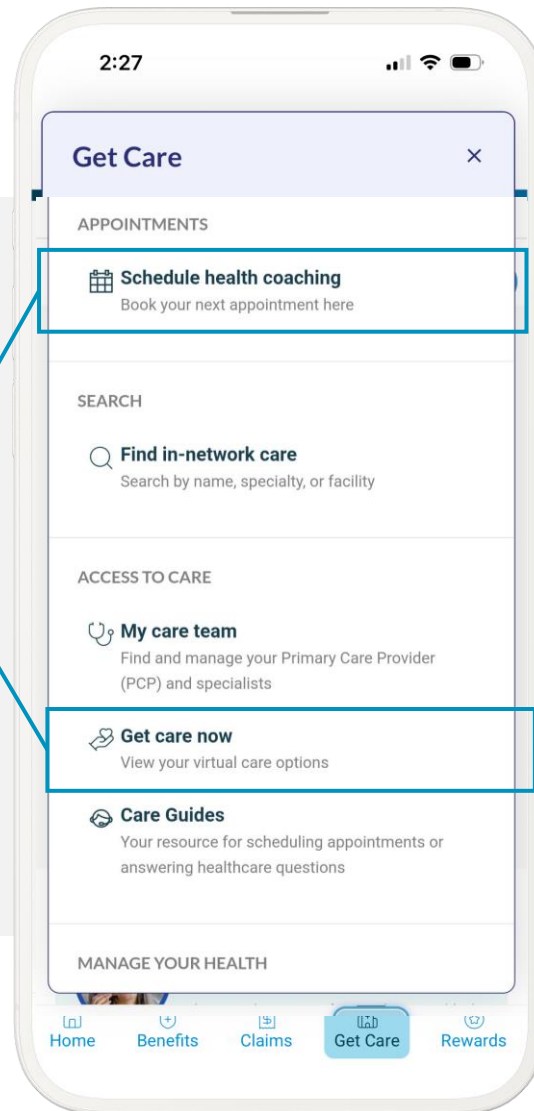 2:27
Get Care
APPOINTMENTS
Schedule health coaching
Book your next appointment here
SEARCH
Find in-network care
Search by name, specialty, or facility
ACCESS TO CARE
My care team
Find and manage your Primary Care Provider
(PCP) and specialists
Get care now
View your virtual care options
Care Guides
Your resource for scheduling appointments or
answering healthcare questions
MANAGE YOUR HEALTH
Home Benefits Claims Get Care Rewards